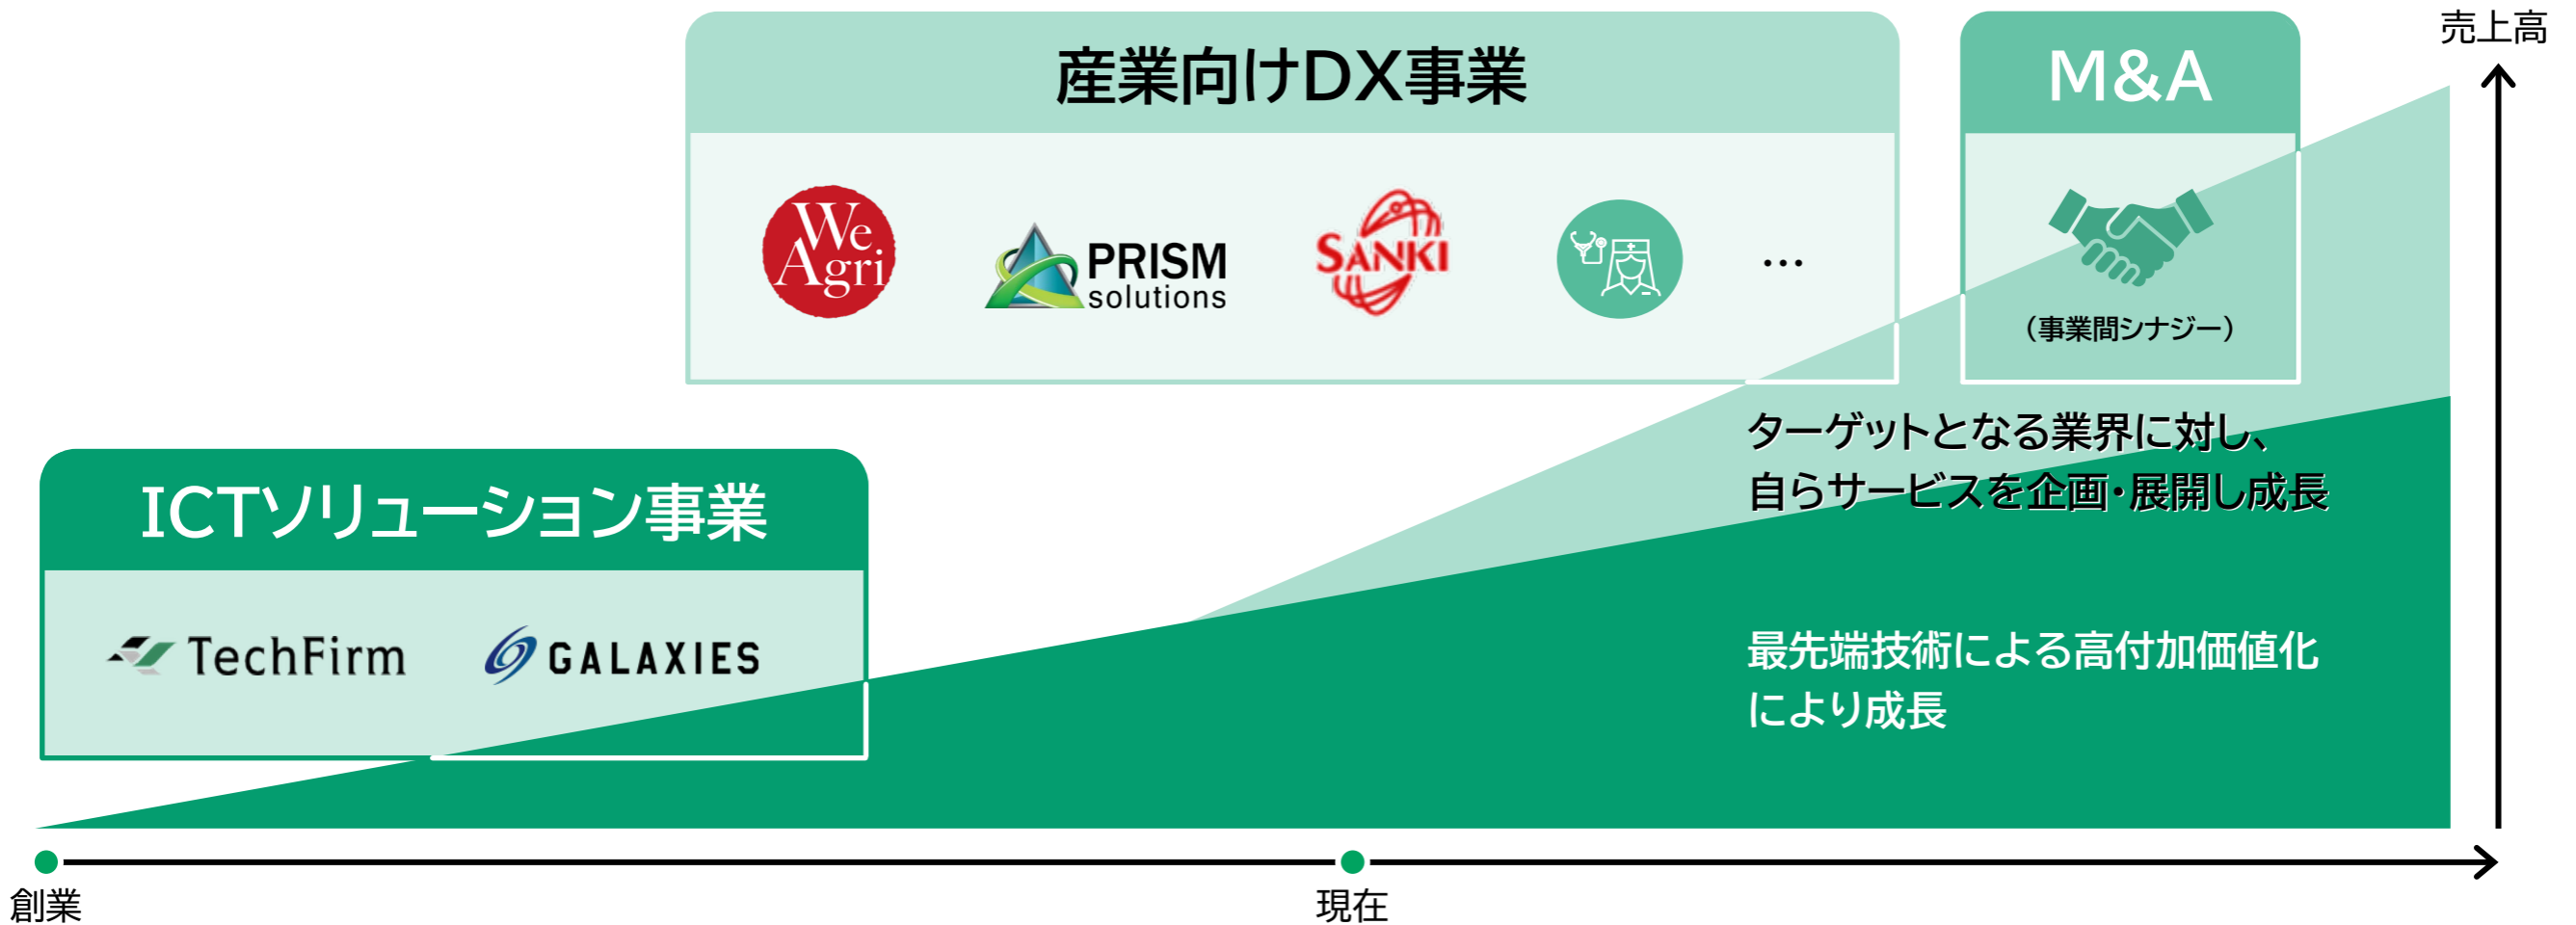 売上高
産業向けDX事業
M&A
We
Agri
PRISM
solutions
SANKI
…
（事業間シナジー）
ターゲットとなる業界に対し、
自らサービスを企画・展開し成長
ICTソリューション事業
TechFirm
GALAXIES
最先端技術による高付加価値化
により成長
創業
現在